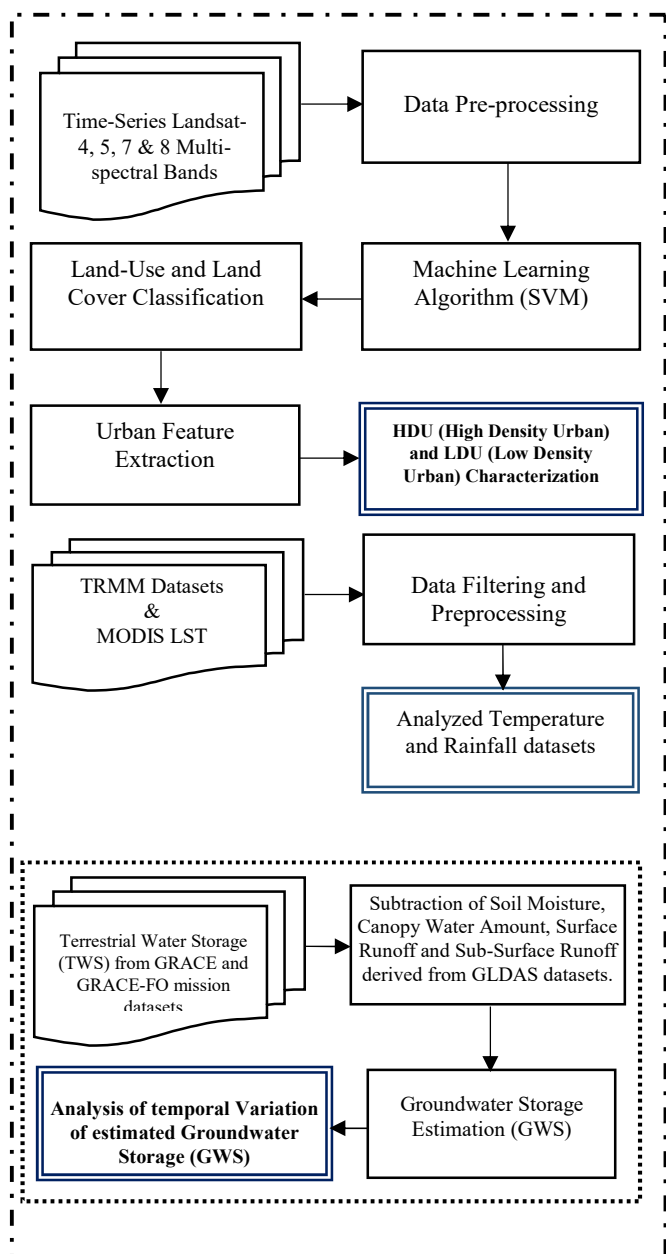 Time-Series Landsat-
4, 5, 7 & 8 Multi-
spectral Bands
Data Pre-processing
Land-Use and Land
Cover Classification
Machine Learning
Algorithm (SVM)
Urban Feature
Extraction
HDU (High Density Urban)
and LDU (Low Density
Urban) Characterization
TRMM Datasets
&
MODIS LST
Data Filtering and
Preprocessing
Analyzed Temperature
and Rainfall datasets
Terrestrial Water Storage
(TWS) from GRACE and
GRACE-FO mission
datasets
Subtraction of Soil Moisture,
Canopy Water Amount, Surface
Runoff and Sub-Surface Runoff
derived from GLDAS datasets.
Analysis of temporal Variation
of estimated Groundwater
Storage (GWS)
Groundwater Storage
Estimation (GWS)